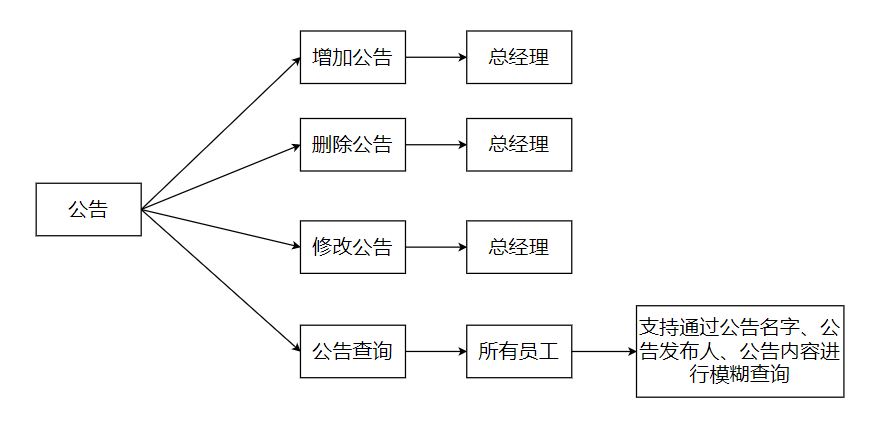 增加公告
总经理
删除公告
总经理
公告
修改公告
总经理
公告查询
所有员工
支持通过公告名字、公
告发布人、公告内容进
行模糊查询